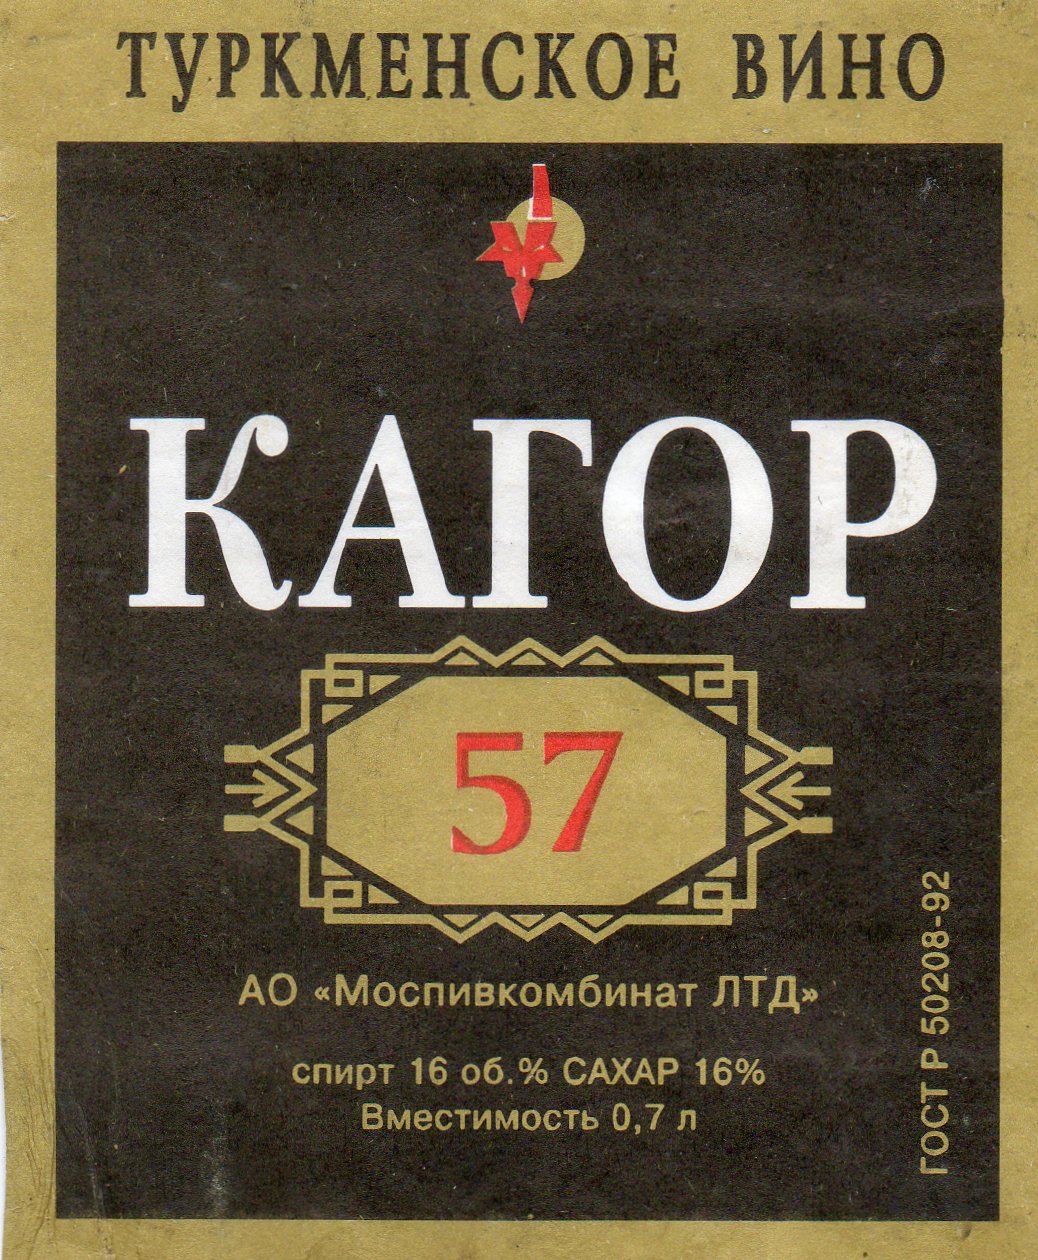 ТУРКМЕНСКОЕ ВИНО
КАГОР
57
АО «Моспивкомбинат ЛТД»
спирт 16 об.% САХАР 16%
Вместимость 0,7 л
ГОСТ Р 50208-92